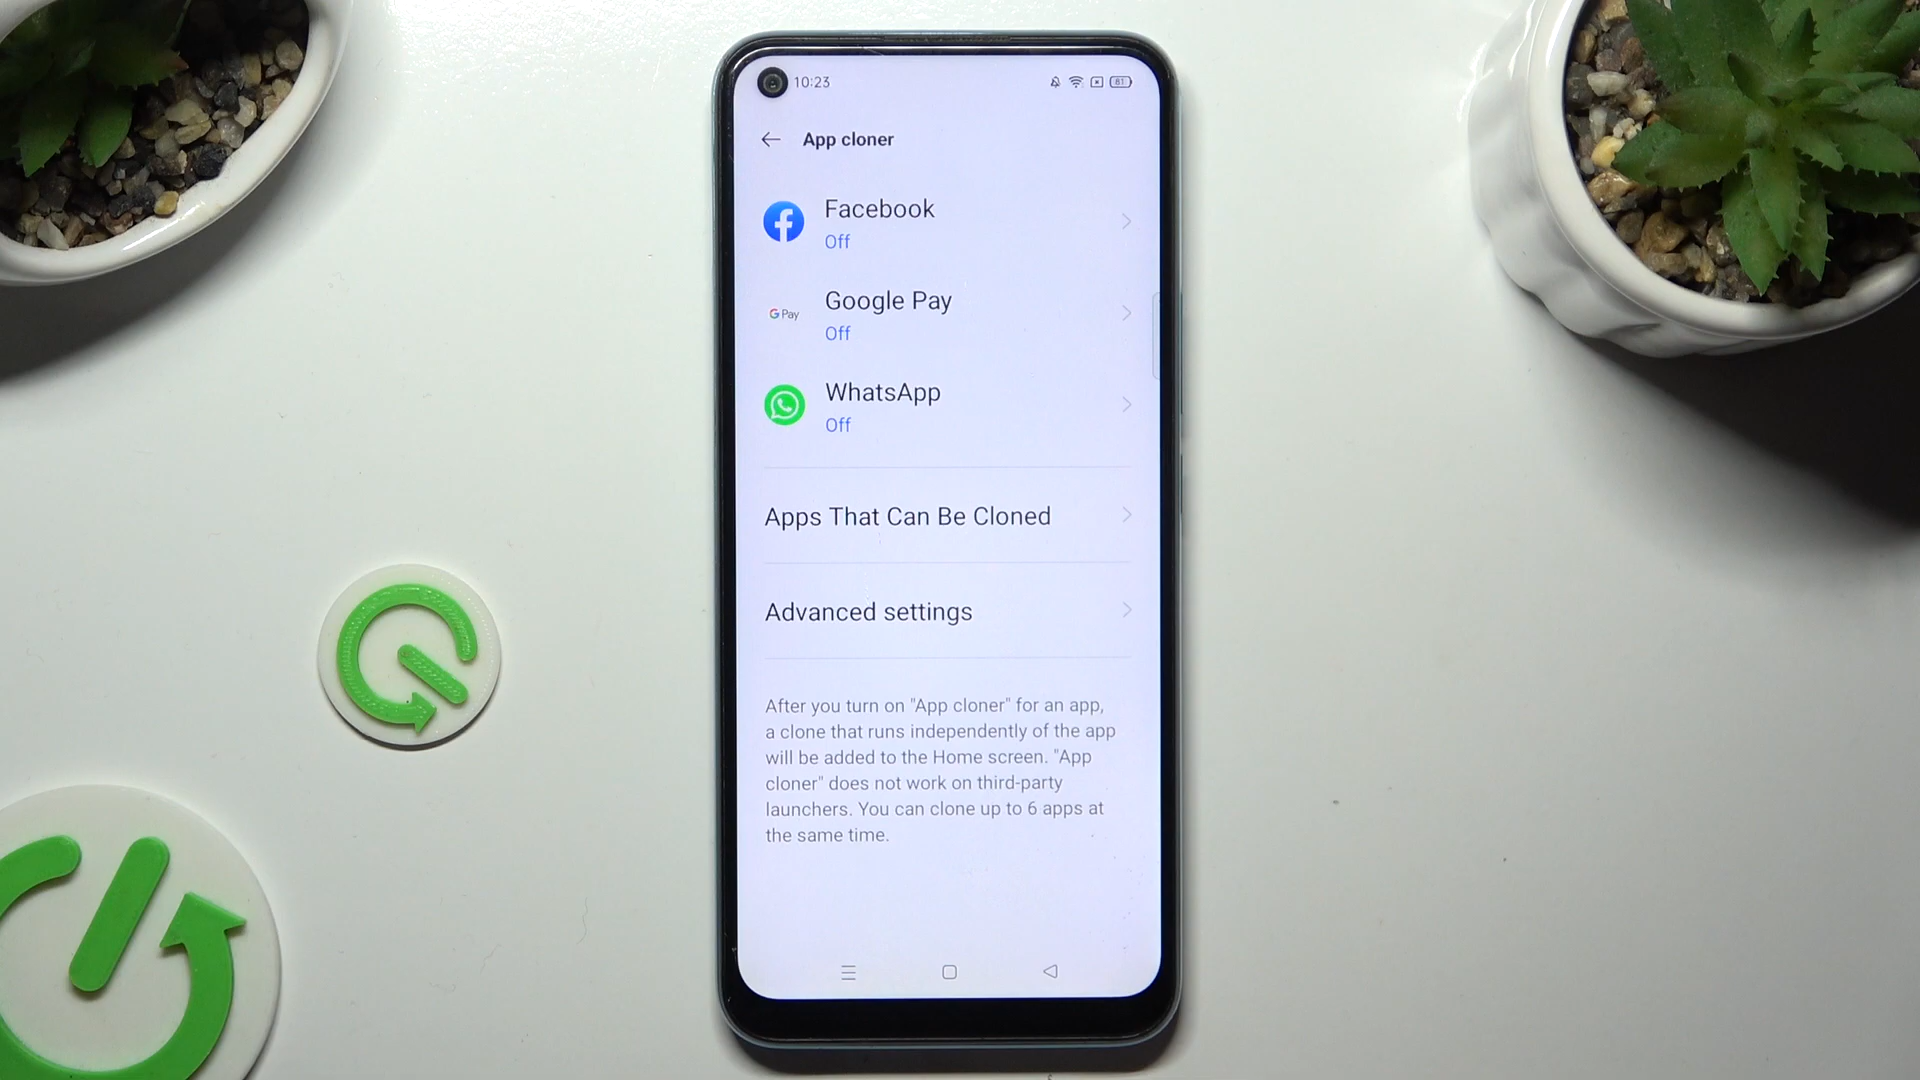 10:23
81
App cloner
Facebook
Off
G Pay
Google Pay
Off
WhatsApp
Off
Apps That Can Be Cloned
Advanced settings
After you turn on "App cloner" for an app,
a clone that runs independently of the app
will be added to the Home screen. "App
cloner" does not work on third-party
launchers. You can clone up to 6 apps at
the same time.